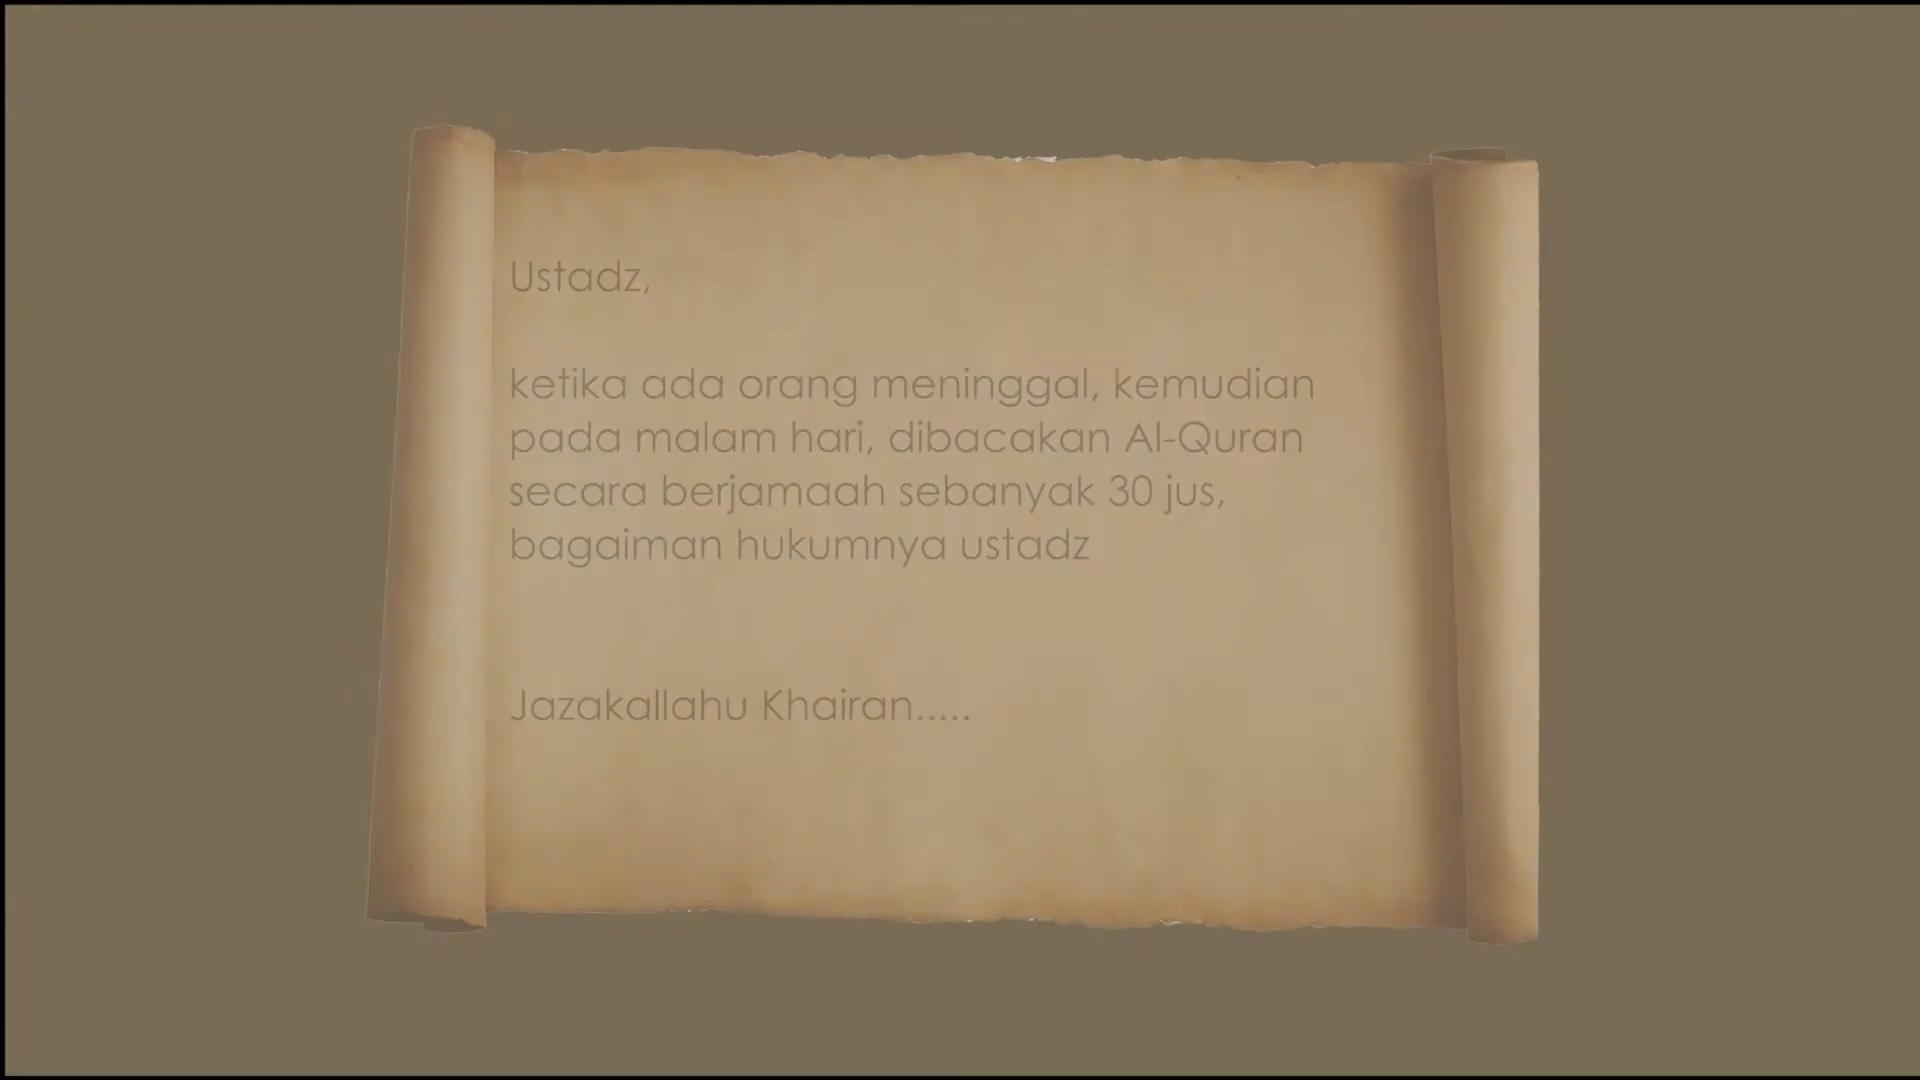 Ustadz,
ketika ada orang meninggal, kemudian
pada malam hari, dibacakan Al-Quran
secara berjamaah sebanyak 30 jus,
bagaiman hukumnya ustadz
Jazakallahu Khairan.....